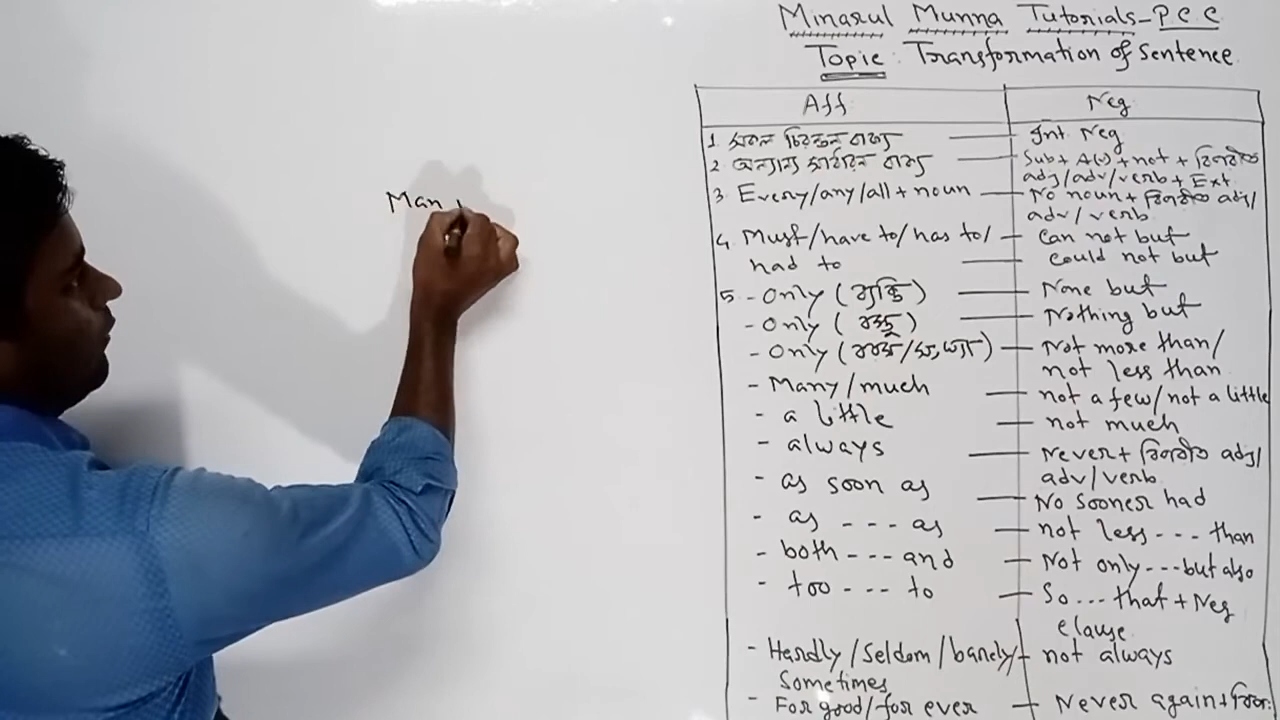 Minarul Munna Tutorials-PCC
Topic: Transformation of Sentence
Aff
Neg
1. সকল চিরন্তন বাক্য — Int. Neg
2. অন্যান্য সাধারন বাক্য — Sub + A(v) + not + বিপরীত
adj/adv/verb + Ext.
3. Every/any/all + noun — No noun + বিপরীত adj/
adv/verb
4. Must/have to/has to/ — Can not but
had to — could not but
5 - Only (ব্যক্তি) — None but
- Only (বস্তু) — Nothing but
- Only (বয়স/সংখ্যা) — Not more than/
not less than
- Many/much — not a few/not a little
- a little — not much
- always — Never + বিপরীত adj/
adv/verb
- as soon as — No sooner had
- as --- as — not less --- than
- both --- and — Not only --- but also
- too --- to — So... that + Neg
clause
- Hardly/seldom/barely/ — not always
Sometimes
- For good/for ever — Never again +
Man